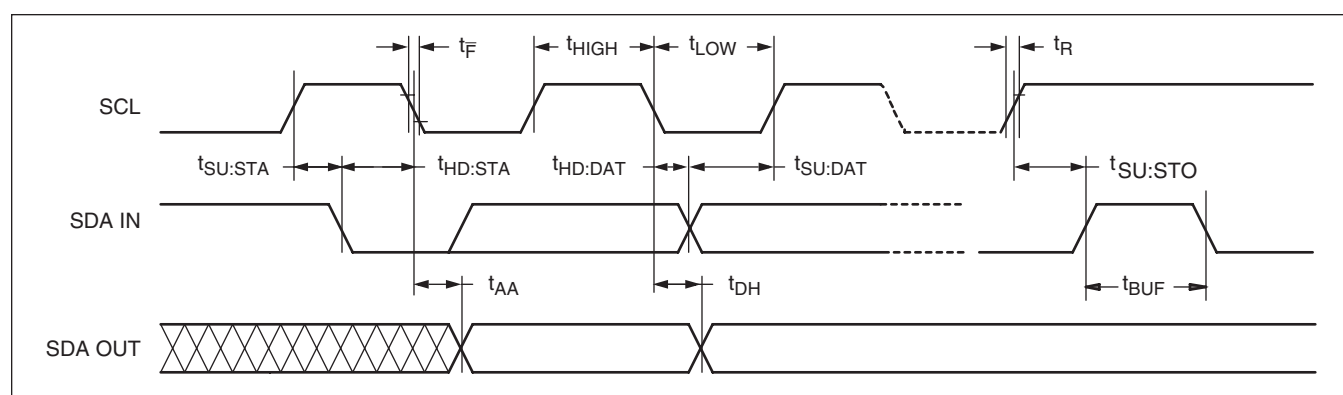 tF̅ tHIGH tLOW tR
SCL
tSU:STA tHD:STA tHD:DAT tSU:DAT tSU:STO
SDA IN
tAA tDH tBUF
SDA OUT